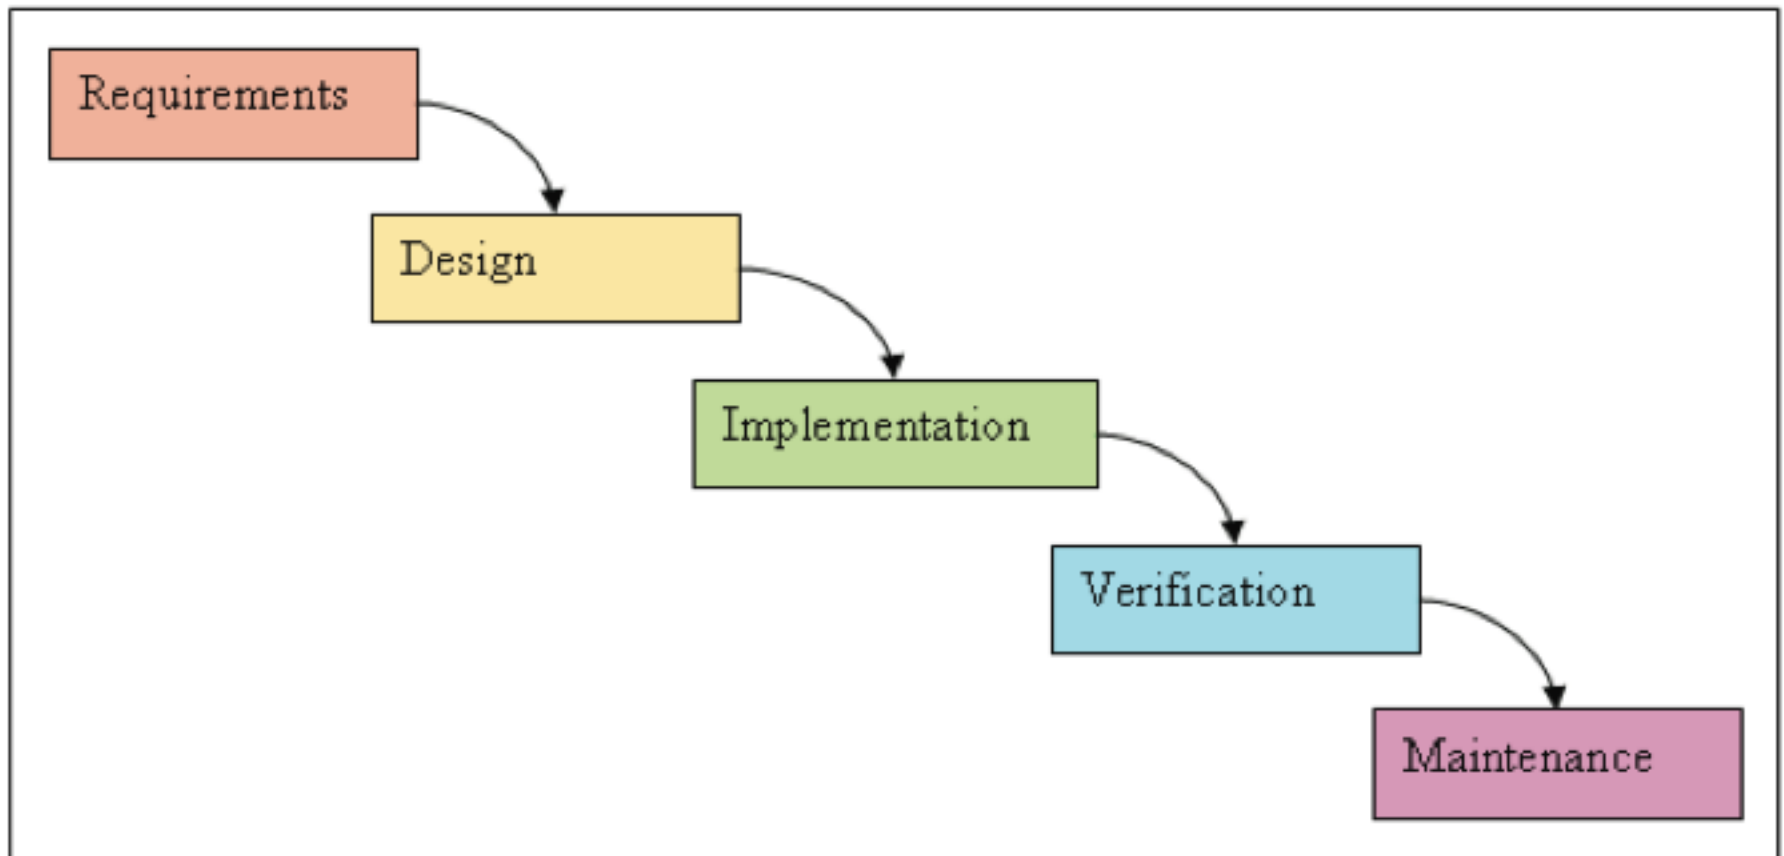 Requirements
Design
Implementation
Verification
Maintenance